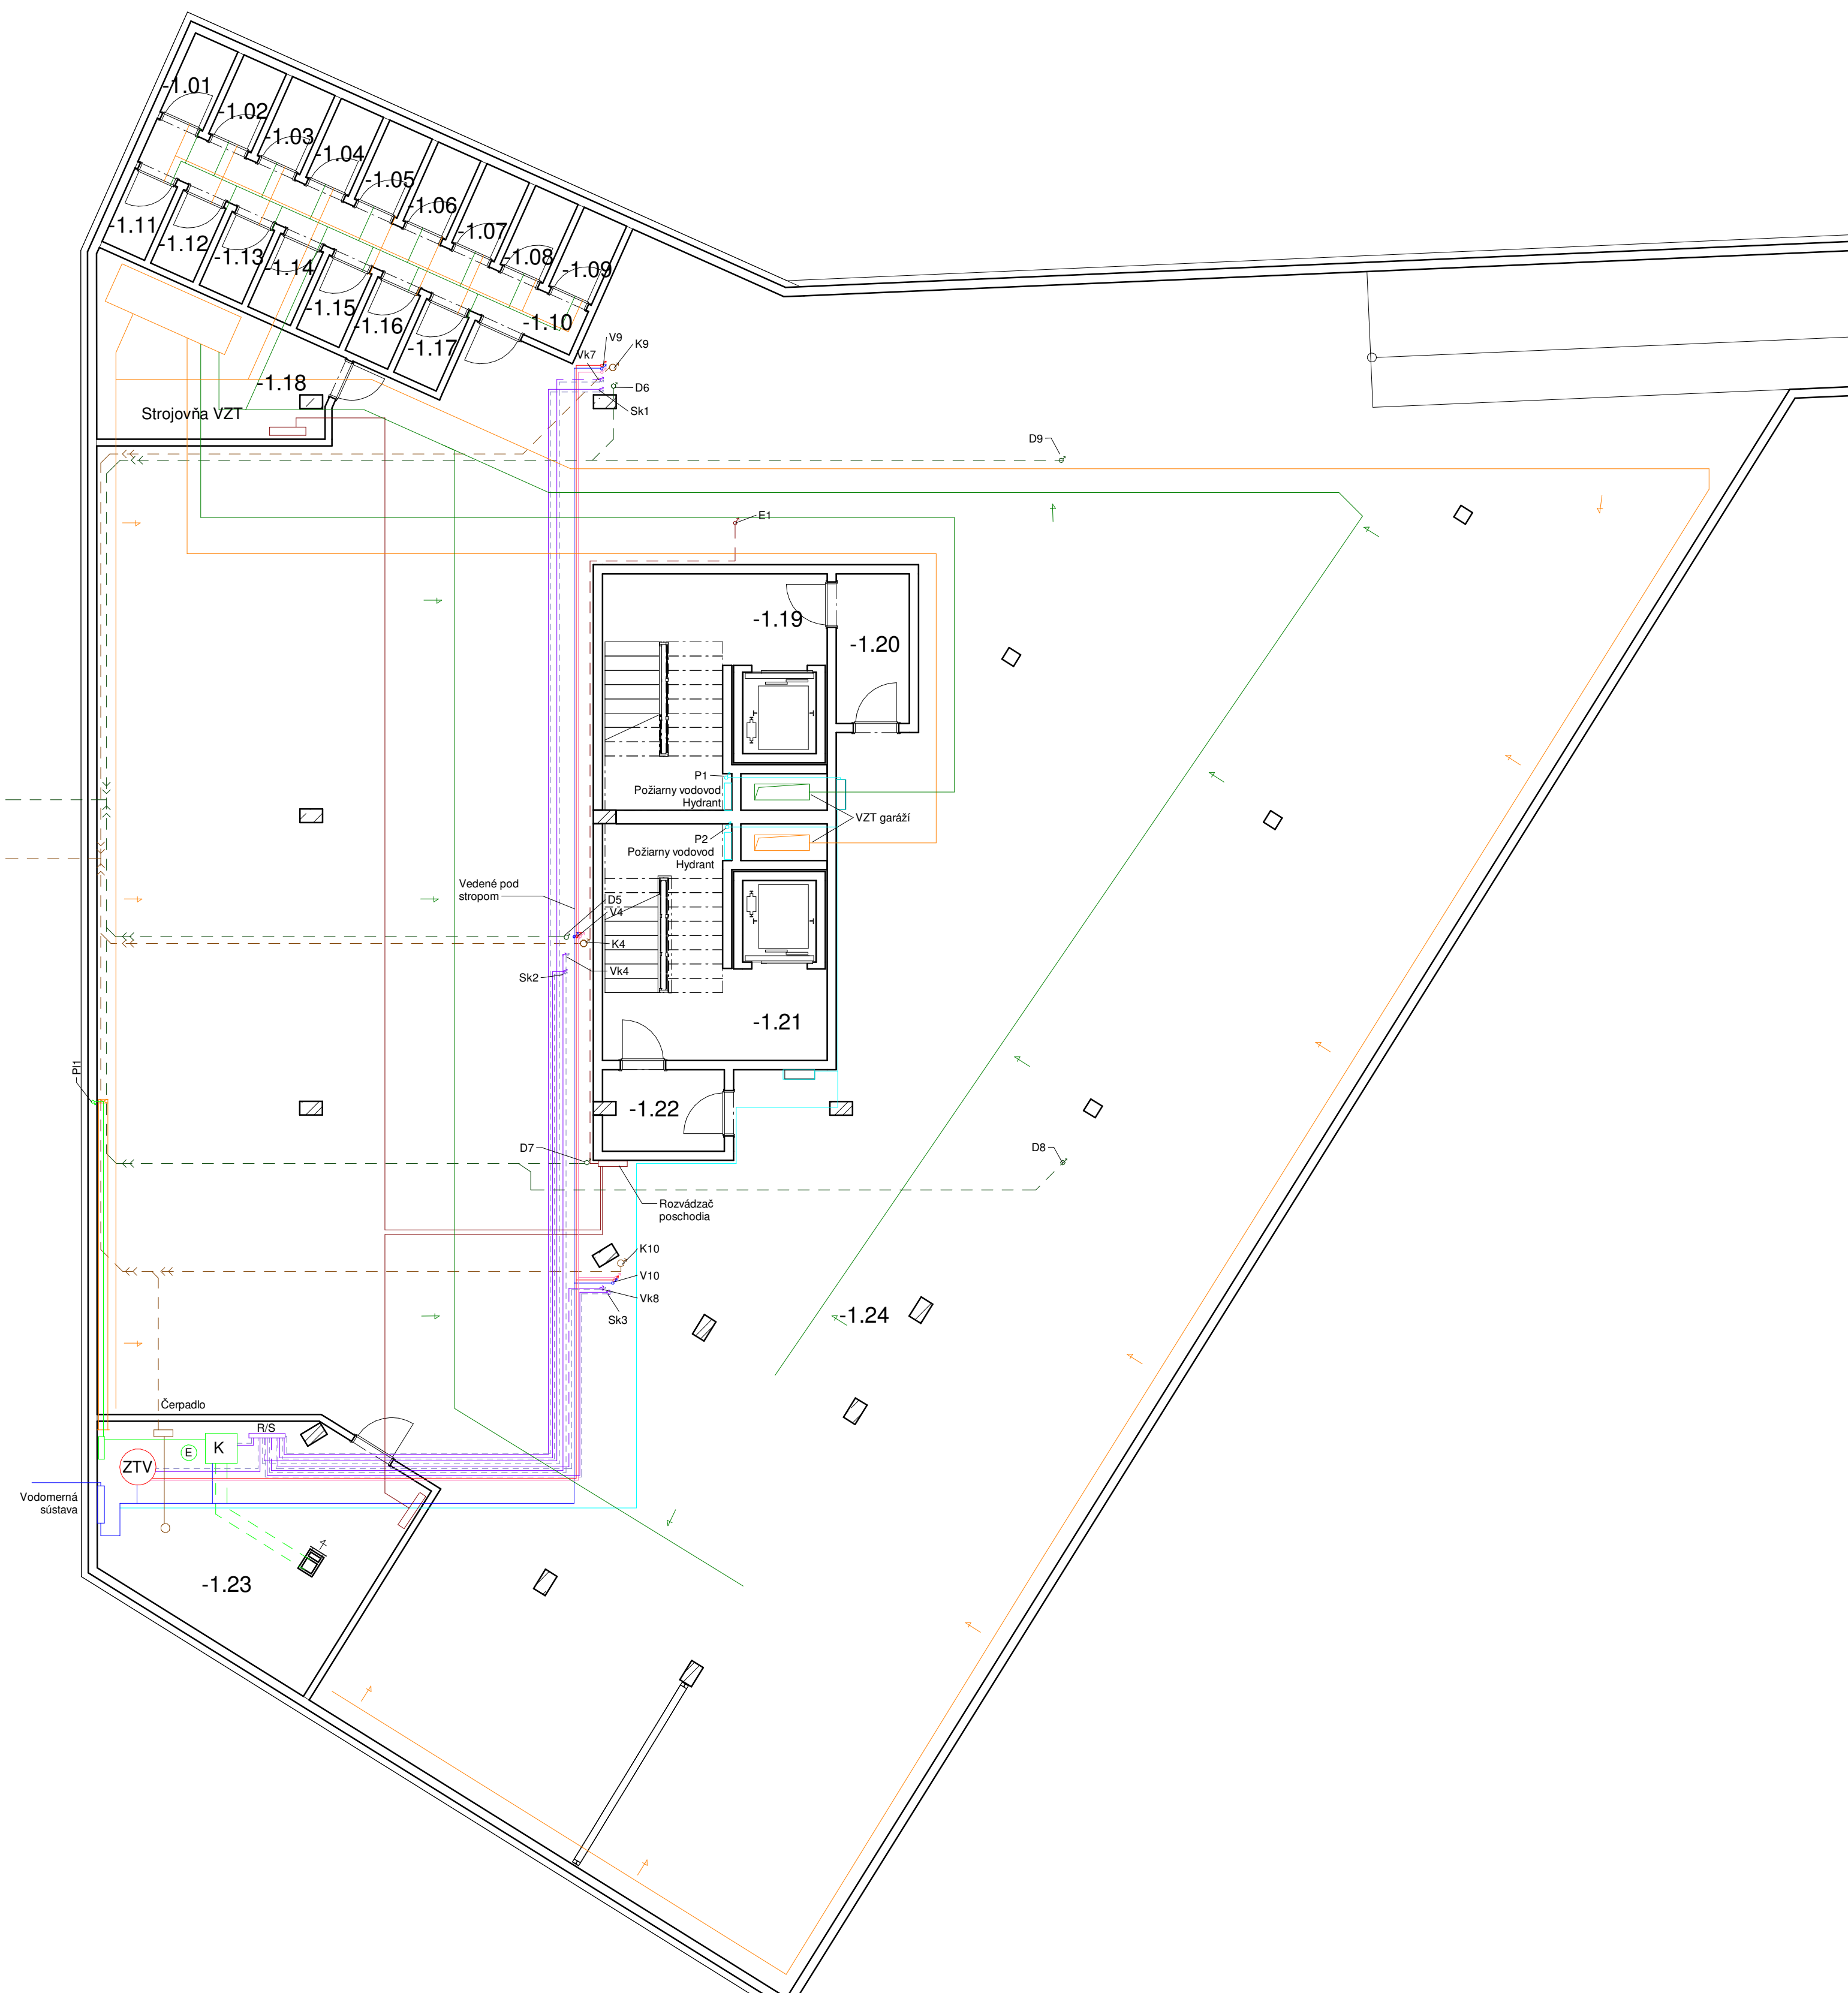 -1.01
-1.02
-1.03
-1.04
-1.05
-1.06
-1.07
-1.08
-1.09
-1.10
-1.11
-1.12
-1.13
-1.14
-1.15
-1.16
-1.17
-1.18
Strojovňa VZT
V9
K9
Vk7
D6
Sk1
D9
E1
-1.19
-1.20
P1
Požiarny vodovod
Hydrant
VZT garáží
P2
Požiarny vodovod
Hydrant
Vedené pod
stropom
D5
V4
K4
Vk4
Sk2
-1.21
Pl1
-1.22
D7
D8
Rozvádzač
poschodia
K10
V10
Vk8
Sk3
-1.24
Čerpadlo
R/S
E
K
ZTV
Vodomerná
sústava
-1.23